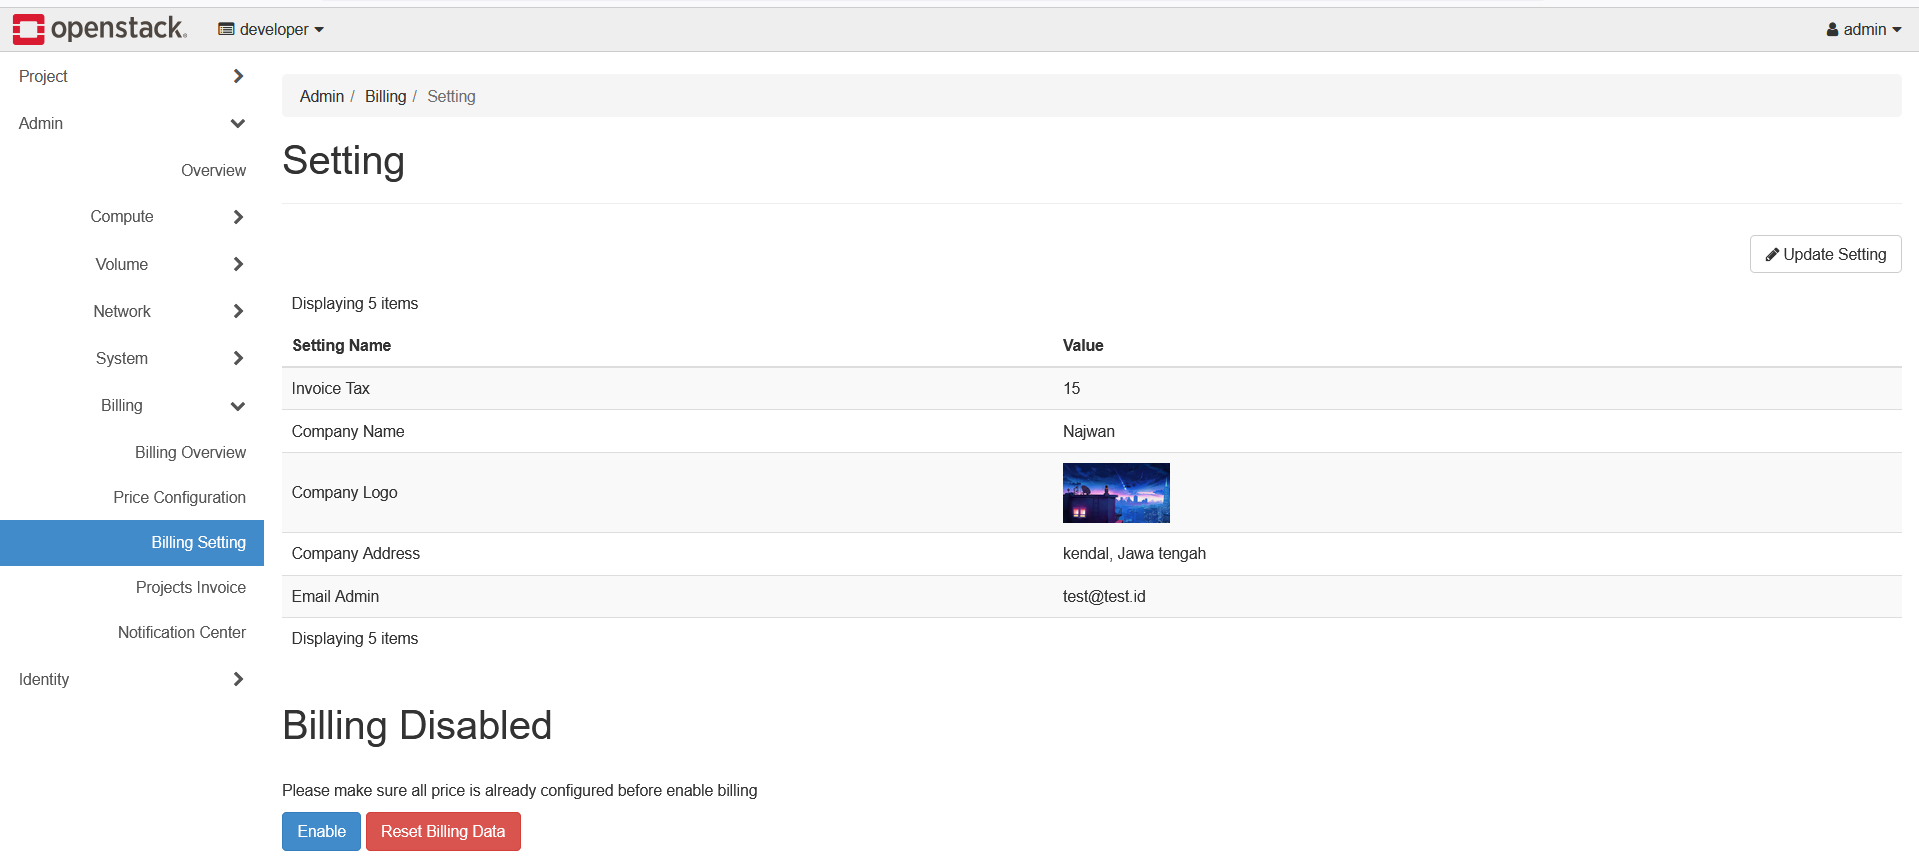 openstack.
developer
admin
Project
Admin
Overview
Compute
Volume
Network
System
Billing
Billing Overview
Price Configuration
Billing Setting
Projects Invoice
Notification Center
Identity
Admin / Billing / Setting
Setting
Update Setting
Displaying 5 items
Setting Name Value
Invoice Tax 15
Company Name Najwan
Company Logo
Company Address kendal, Jawa tengah
Email Admin test@test.id
Displaying 5 items
Billing Disabled
Please make sure all price is already configured before enable billing
Enable Reset Billing Data